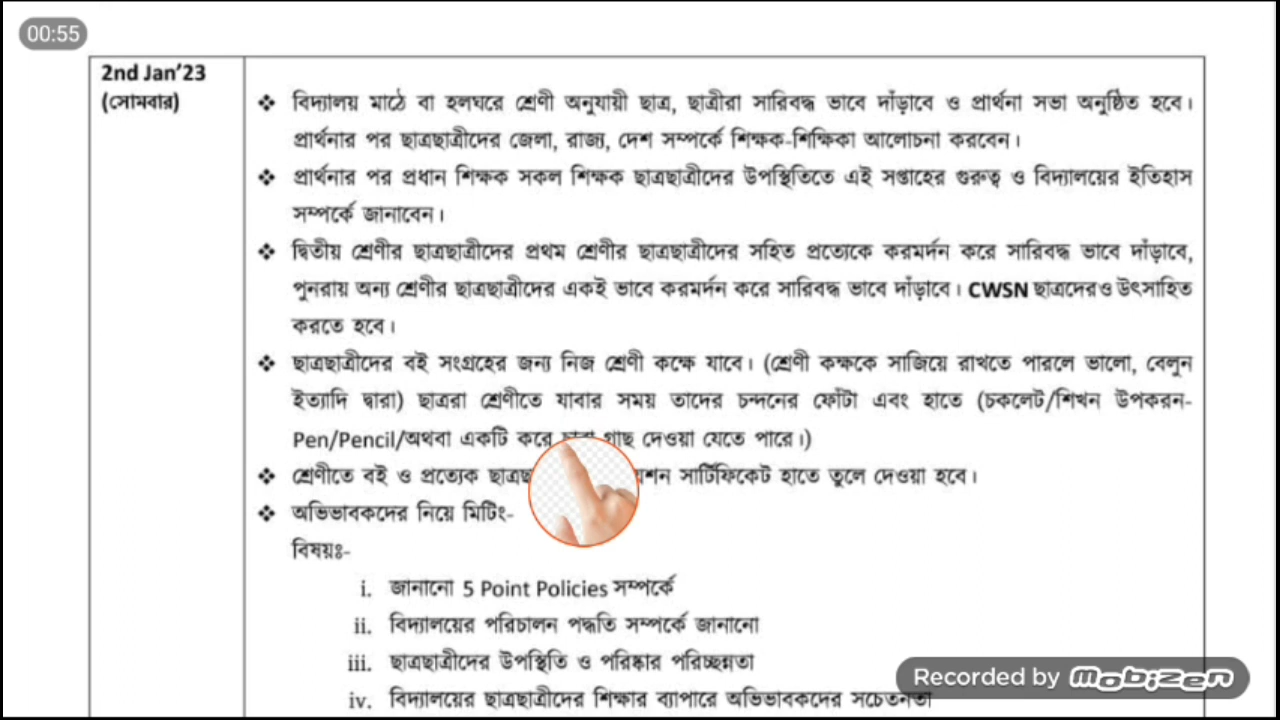 00:55
2nd Jan'23
(সোমবার)
❖ বিদ্যালয় মাঠে বা হলঘরে শ্রেণী অনুযায়ী ছাত্র, ছাত্রীরা সারিবদ্ধ ভাবে দাঁড়াবে ও প্রার্থনা সভা অনুষ্ঠিত হবে।
প্রার্থনার পর ছাত্রছাত্রীদের জেলা, রাজ্য, দেশ সম্পর্কে শিক্ষক-শিক্ষিকা আলোচনা করবেন।
❖ প্রার্থনার পর প্রধান শিক্ষক সকল শিক্ষক ছাত্রছাত্রীদের উপস্থিতিতে এই সপ্তাহের গুরুত্ব ও বিদ্যালয়ের ইতিহাস
সম্পর্কে জানাবেন।
❖ দ্বিতীয় শ্রেণীর ছাত্রছাত্রীদের প্রথম শ্রেণীর ছাত্রছাত্রীদের সহিত প্রত্যেকে করমর্দন করে সারিবদ্ধ ভাবে দাঁড়াবে,
পুনরায় অন্য শ্রেণীর ছাত্রছাত্রীদের একই ভাবে করমর্দন করে সারিবদ্ধ ভাবে দাঁড়াবে। CWSN ছাত্রদেরও উৎসাহিত
করতে হবে।
❖ ছাত্রছাত্রীদের বই সংগ্রহের জন্য নিজ শ্রেণী কক্ষে যাবে। (শ্রেণী কক্ষকে সাজিয়ে রাখতে পারলে ভালো, বেলুন
ইত্যাদি দ্বারা) ছাত্ররা শ্রেণীতে যাবার সময় তাদের চন্দনের ফোঁটা এবং হাতে (চকলেট/শিখন উপকরন-
Pen/Pencil/অথবা একটি করে গাছ দেওয়া যেতে পারে।)
❖ শ্রেণীতে বই ও প্রত্যেক সার্টিফিকেট হাতে তুলে দেওয়া হবে।
❖ অভিভাবকদের নিয়ে মিটিং-
বিষয়ঃ-
i. জানানো 5 Point Policies সম্পর্কে
ii. বিদ্যালয়ের পরিচালন পদ্ধতি সম্পর্কে জানানো
iii. ছাত্রছাত্রীদের উপস্থিতি ও পরিষ্কার পরিচ্ছন্নতা
iv. বিদ্যালয়ের ছাত্রছাত্রীদের শিক্ষার ব্যাপারে অভিভাবকদের সচেতনতা
Recorded by mobizen